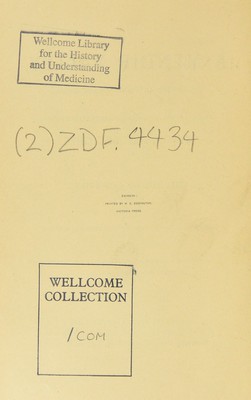 Wellcome Library
for the History
and Understanding
of Medicine
(2)ZDF.4434
WELLCOME
COLLECTION
/COM